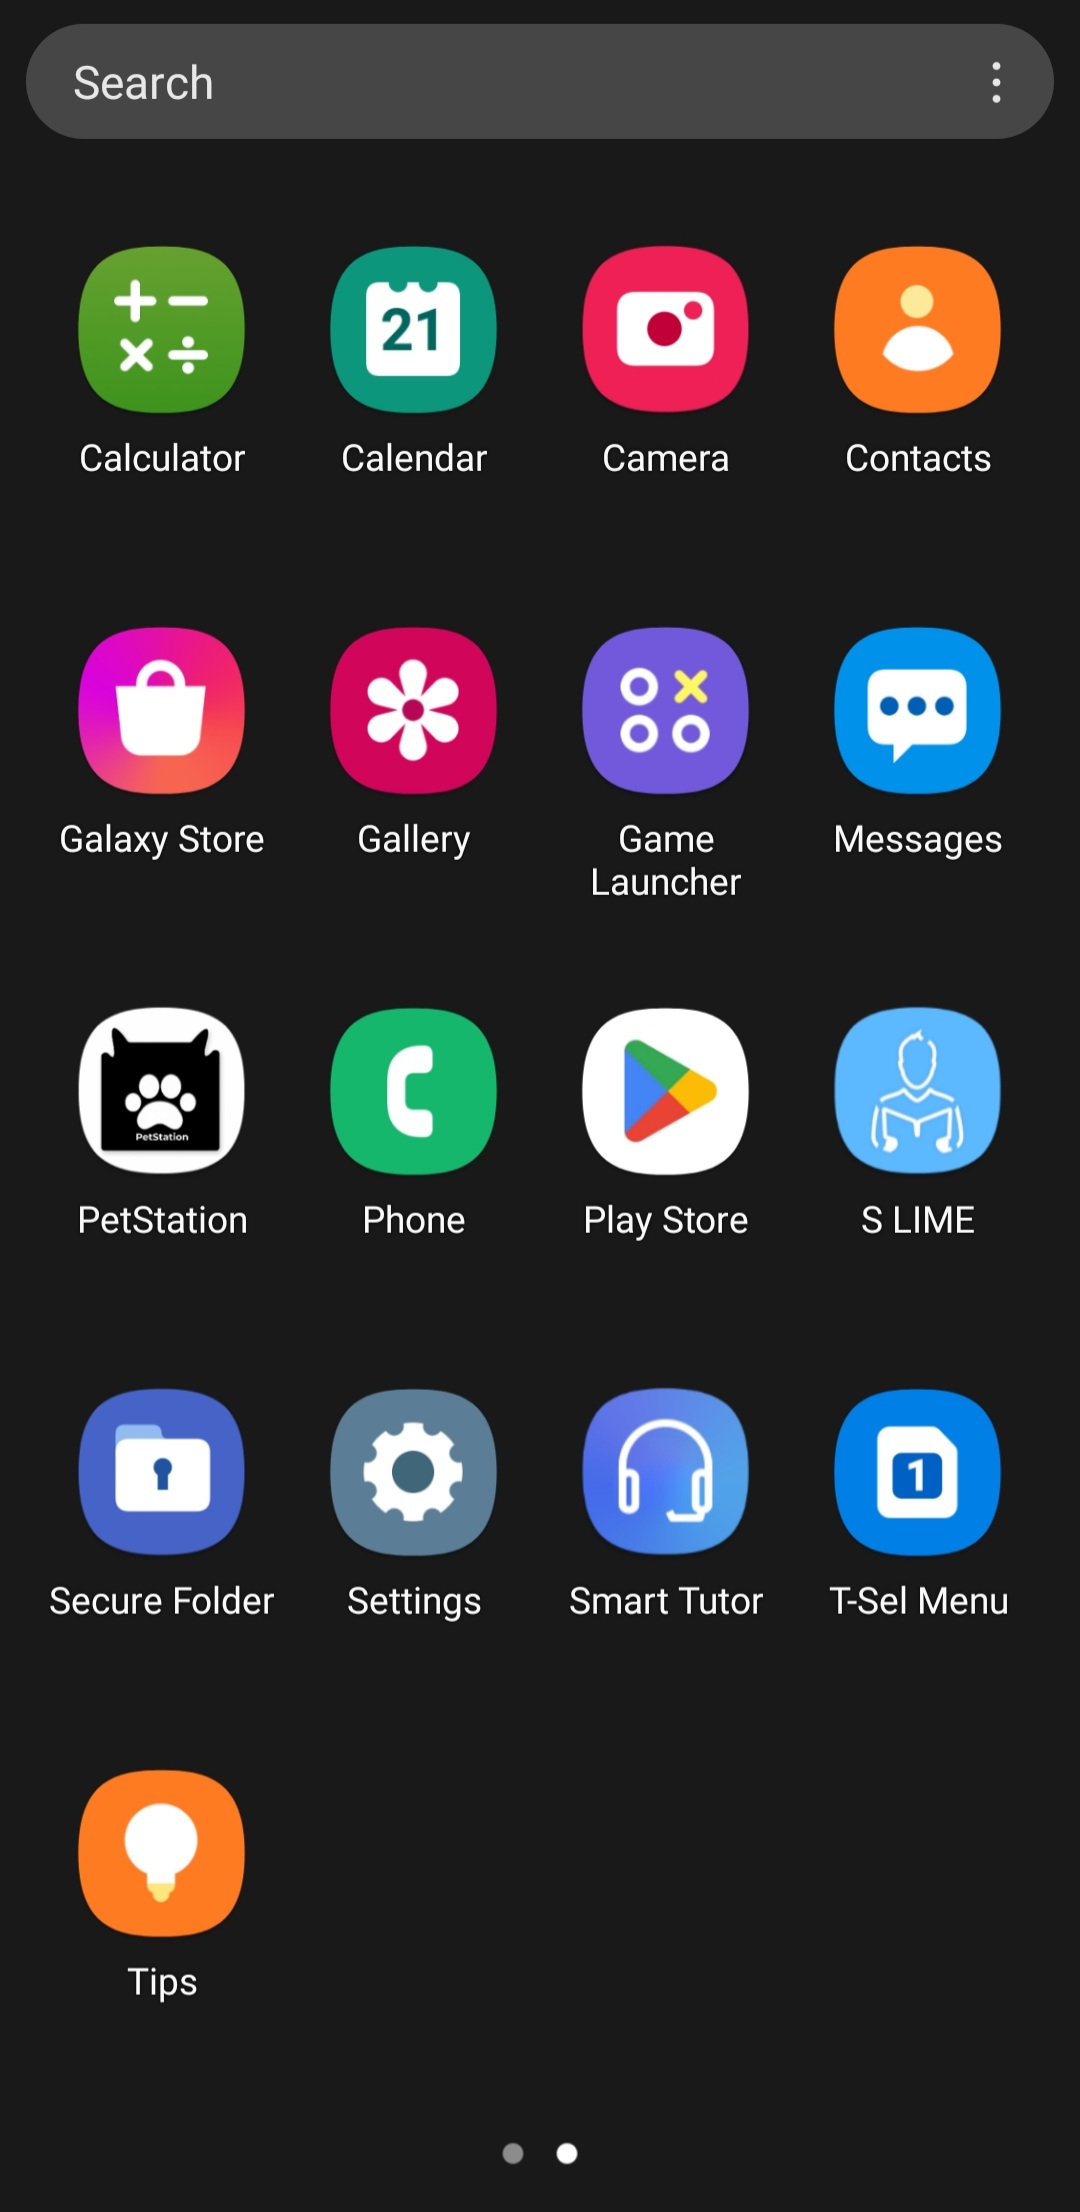 Search
21
Calculator Calendar Camera Contacts
Galaxy Store Gallery Game Launcher Messages
PetStation
PetStation Phone Play Store S LIME
1
Secure Folder Settings Smart Tutor T-Sel Menu
Tips